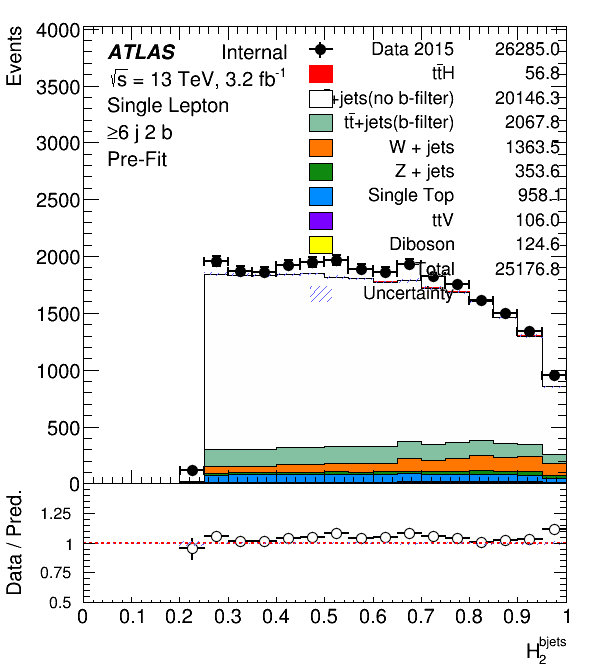 Events
4000
3500
3000
2500
2000
1500
1000
500
0
ATLAS Internal
√s = 13 TeV, 3.2 fb⁻¹
Single Lepton
≥6 j 2 b
Pre-Fit
Data 2015 26285.0
tt̄H 56.8
+jets(no b-filter) 20146.3
tt̄+jets(b-filter) 2067.8
W + jets 1363.5
Z + jets 353.6
Single Top 958.1
ttV 106.0
Diboson 124.6
Total 25176.8
Uncertainty
Data / Pred.
1.25
1
0.75
0.5
0 0.1 0.2 0.3 0.4 0.5 0.6 0.7 0.8 0.9 1
H₂^bjets